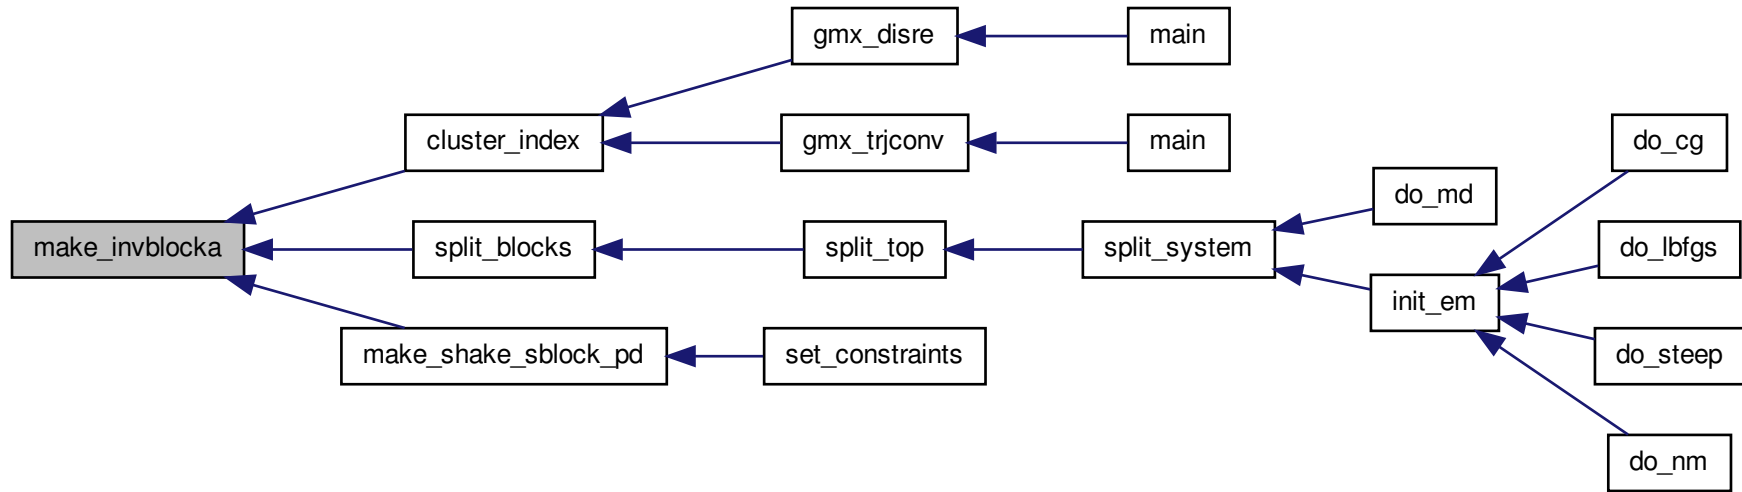 gmx_disre
main
cluster_index
gmx_trjconv
main
do_cg
do_md
make_invblocka
split_blocks
split_top
split_system
do_lbfgs
init_em
make_shake_sblock_pd
set_constraints
do_steep
do_nm